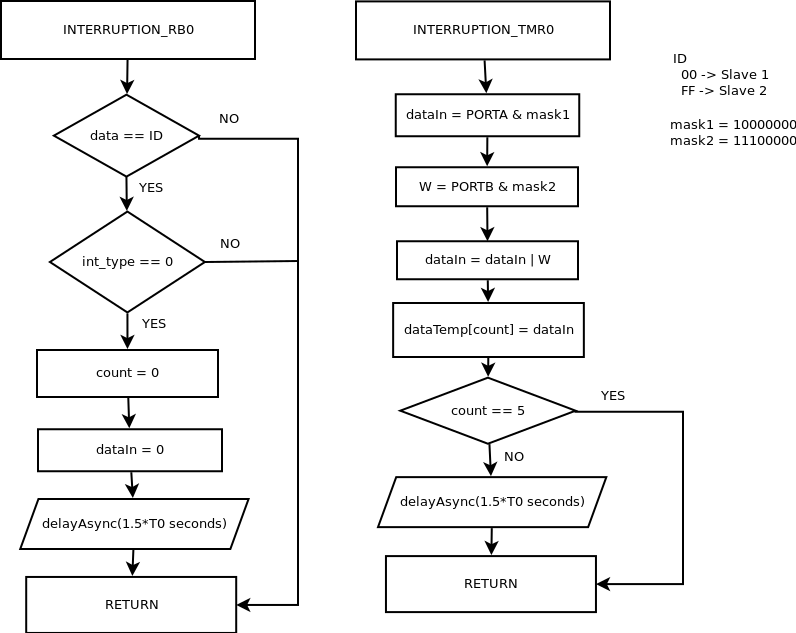 INTERRUPTION_RB0
data == ID
NO
YES
int_type == 0
NO
YES
count = 0
dataIn = 0
delayAsync(1.5*T0 seconds)
RETURN
INTERRUPTION_TMR0
dataIn = PORTA & mask1
W = PORTB & mask2
dataIn = dataIn | W
dataTemp[count] = dataIn
count == 5
YES
NO
delayAsync(1.5*T0 seconds)
RETURN
ID
00 -> Slave 1
FF -> Slave 2
mask1 = 10000000
mask2 = 11100000